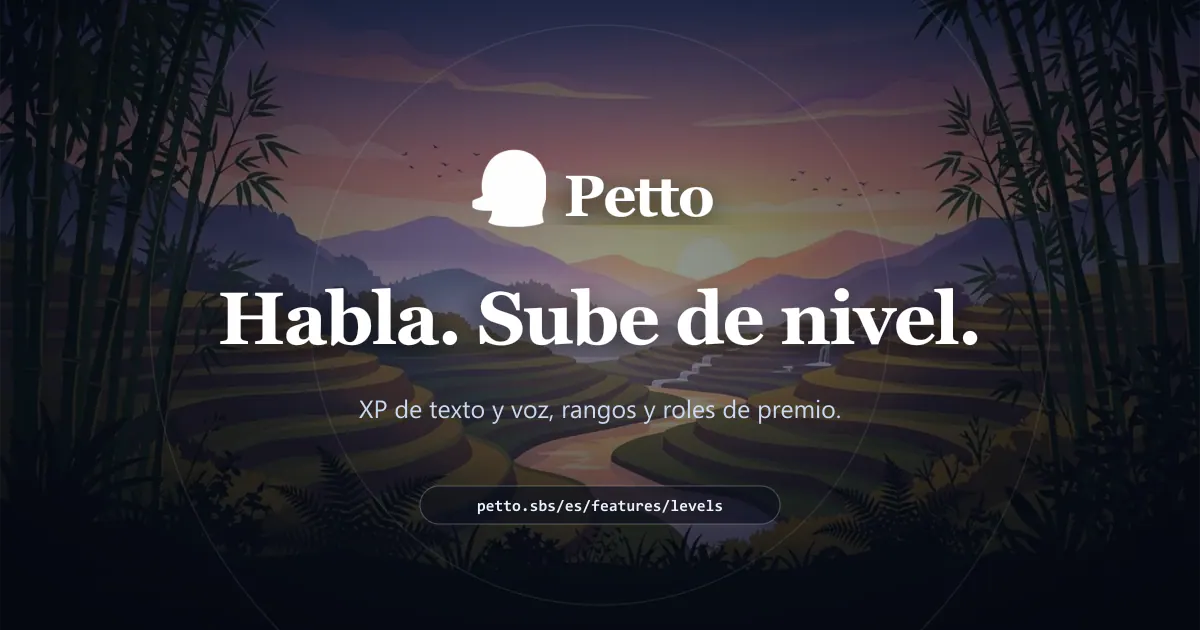 Petto
Habla. Sube de nivel.
XP de texto y voz, rangos y roles de premio.
petto.sbs/es/features/levels